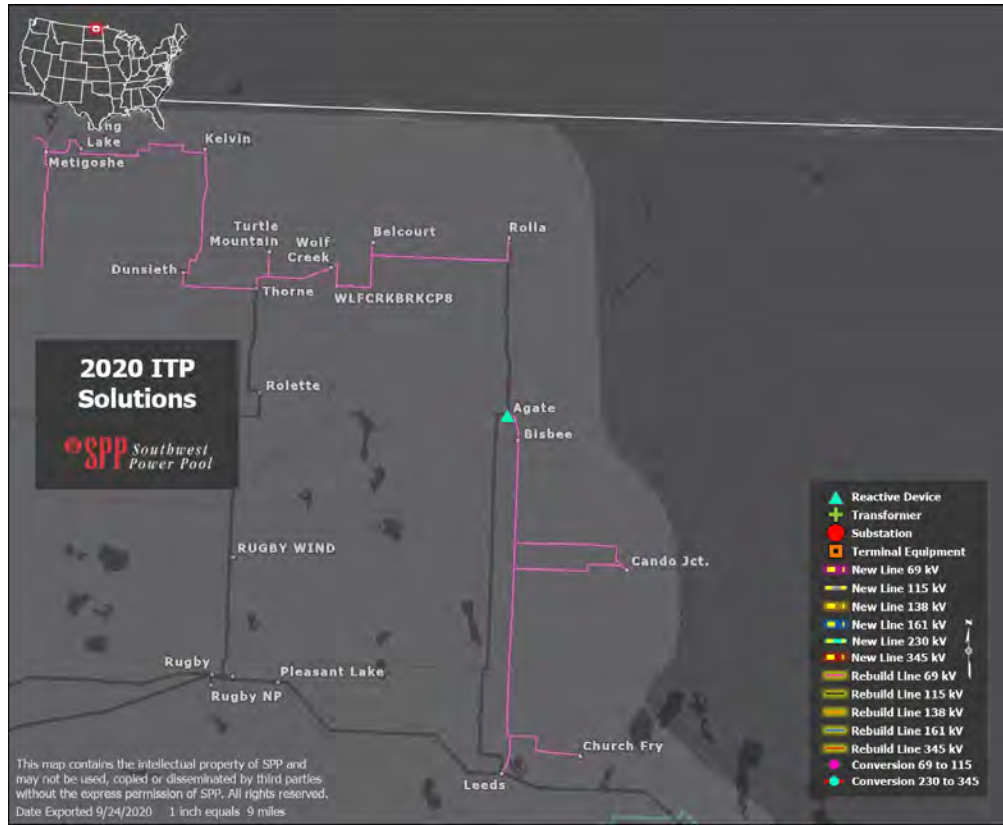 Long
Lake
Metigoshe
Kelvin
Turtle
Mountain
Wolf
Creek
Belcourt
Rolla
Dunsieth
Thorne
WLFCRKBRKCP8
2020 ITP
Solutions
SPP Southwest
Power Pool
Rolette
Agate
Bisbee
RUGBY WIND
Cando Jct.
Rugby
Rugby NP
Pleasant Lake
Church Fry
Leeds
Reactive Device
Transformer
Substation
Terminal Equipment
New Line 69 kV
New Line 115 kV
New Line 138 kV
New Line 161 kV
New Line 230 kV
New Line 345 kV
Rebuild Line 69 kV
Rebuild Line 115 kV
Rebuild Line 138 kV
Rebuild Line 161 kV
Rebuild Line 345 kV
Conversion 69 to 115
Conversion 230 to 345
N
This map contains the intellectual property of SPP and
may not be used, copied or disseminated by third parties
without the express permission of SPP. All rights reserved.
Date Exported 9/24/2020 1 inch equals 9 miles